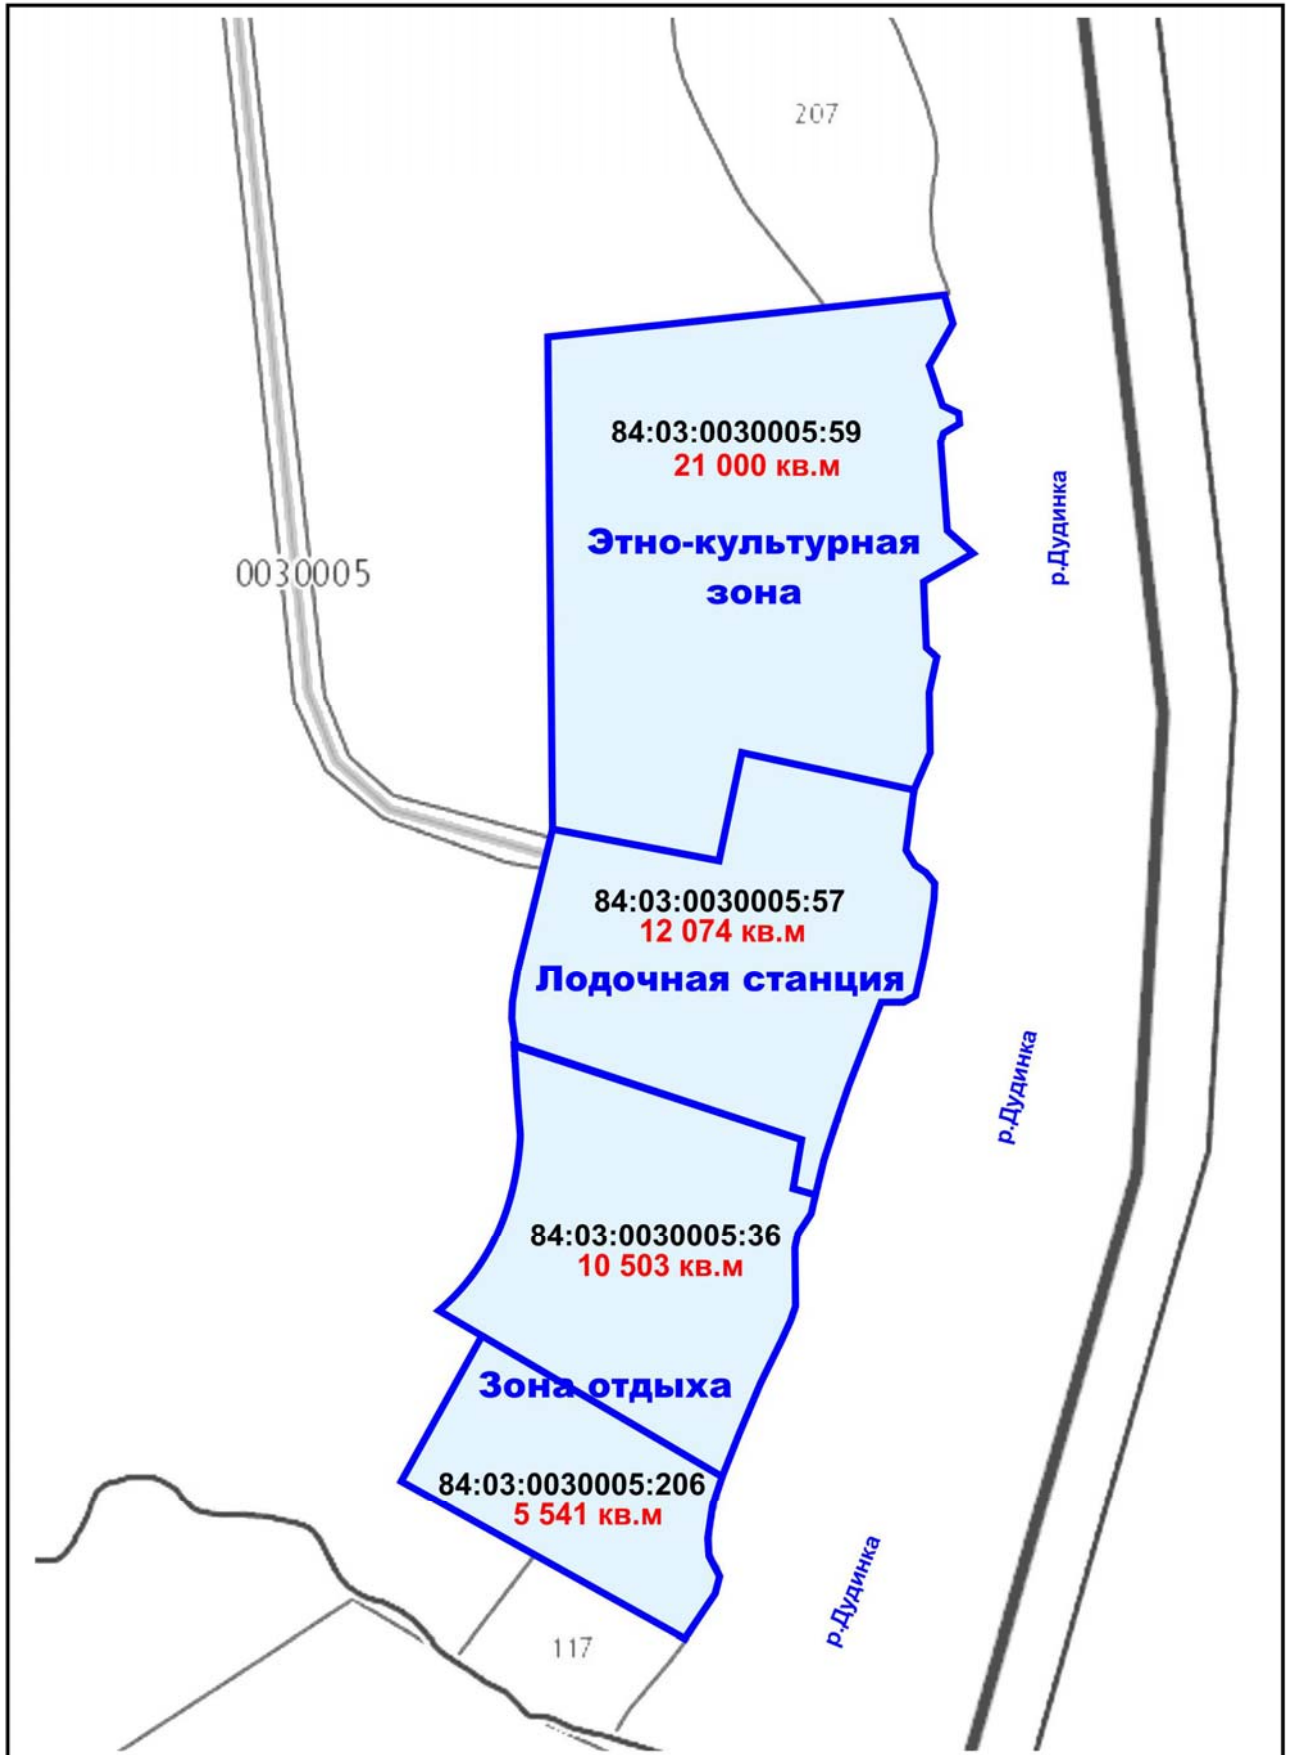 207
84:03:0030005:59
21 000 кв.м
р.Дудинка
Этно-культурная
зона
0030005
84:03:0030005:57
12 074 кв.м
Лодочная станция
р.Дудинка
84:03:0030005:36
10 503 кв.м
Зона отдыха
84:03:0030005:206
5 541 кв.м
р.Дудинка
117